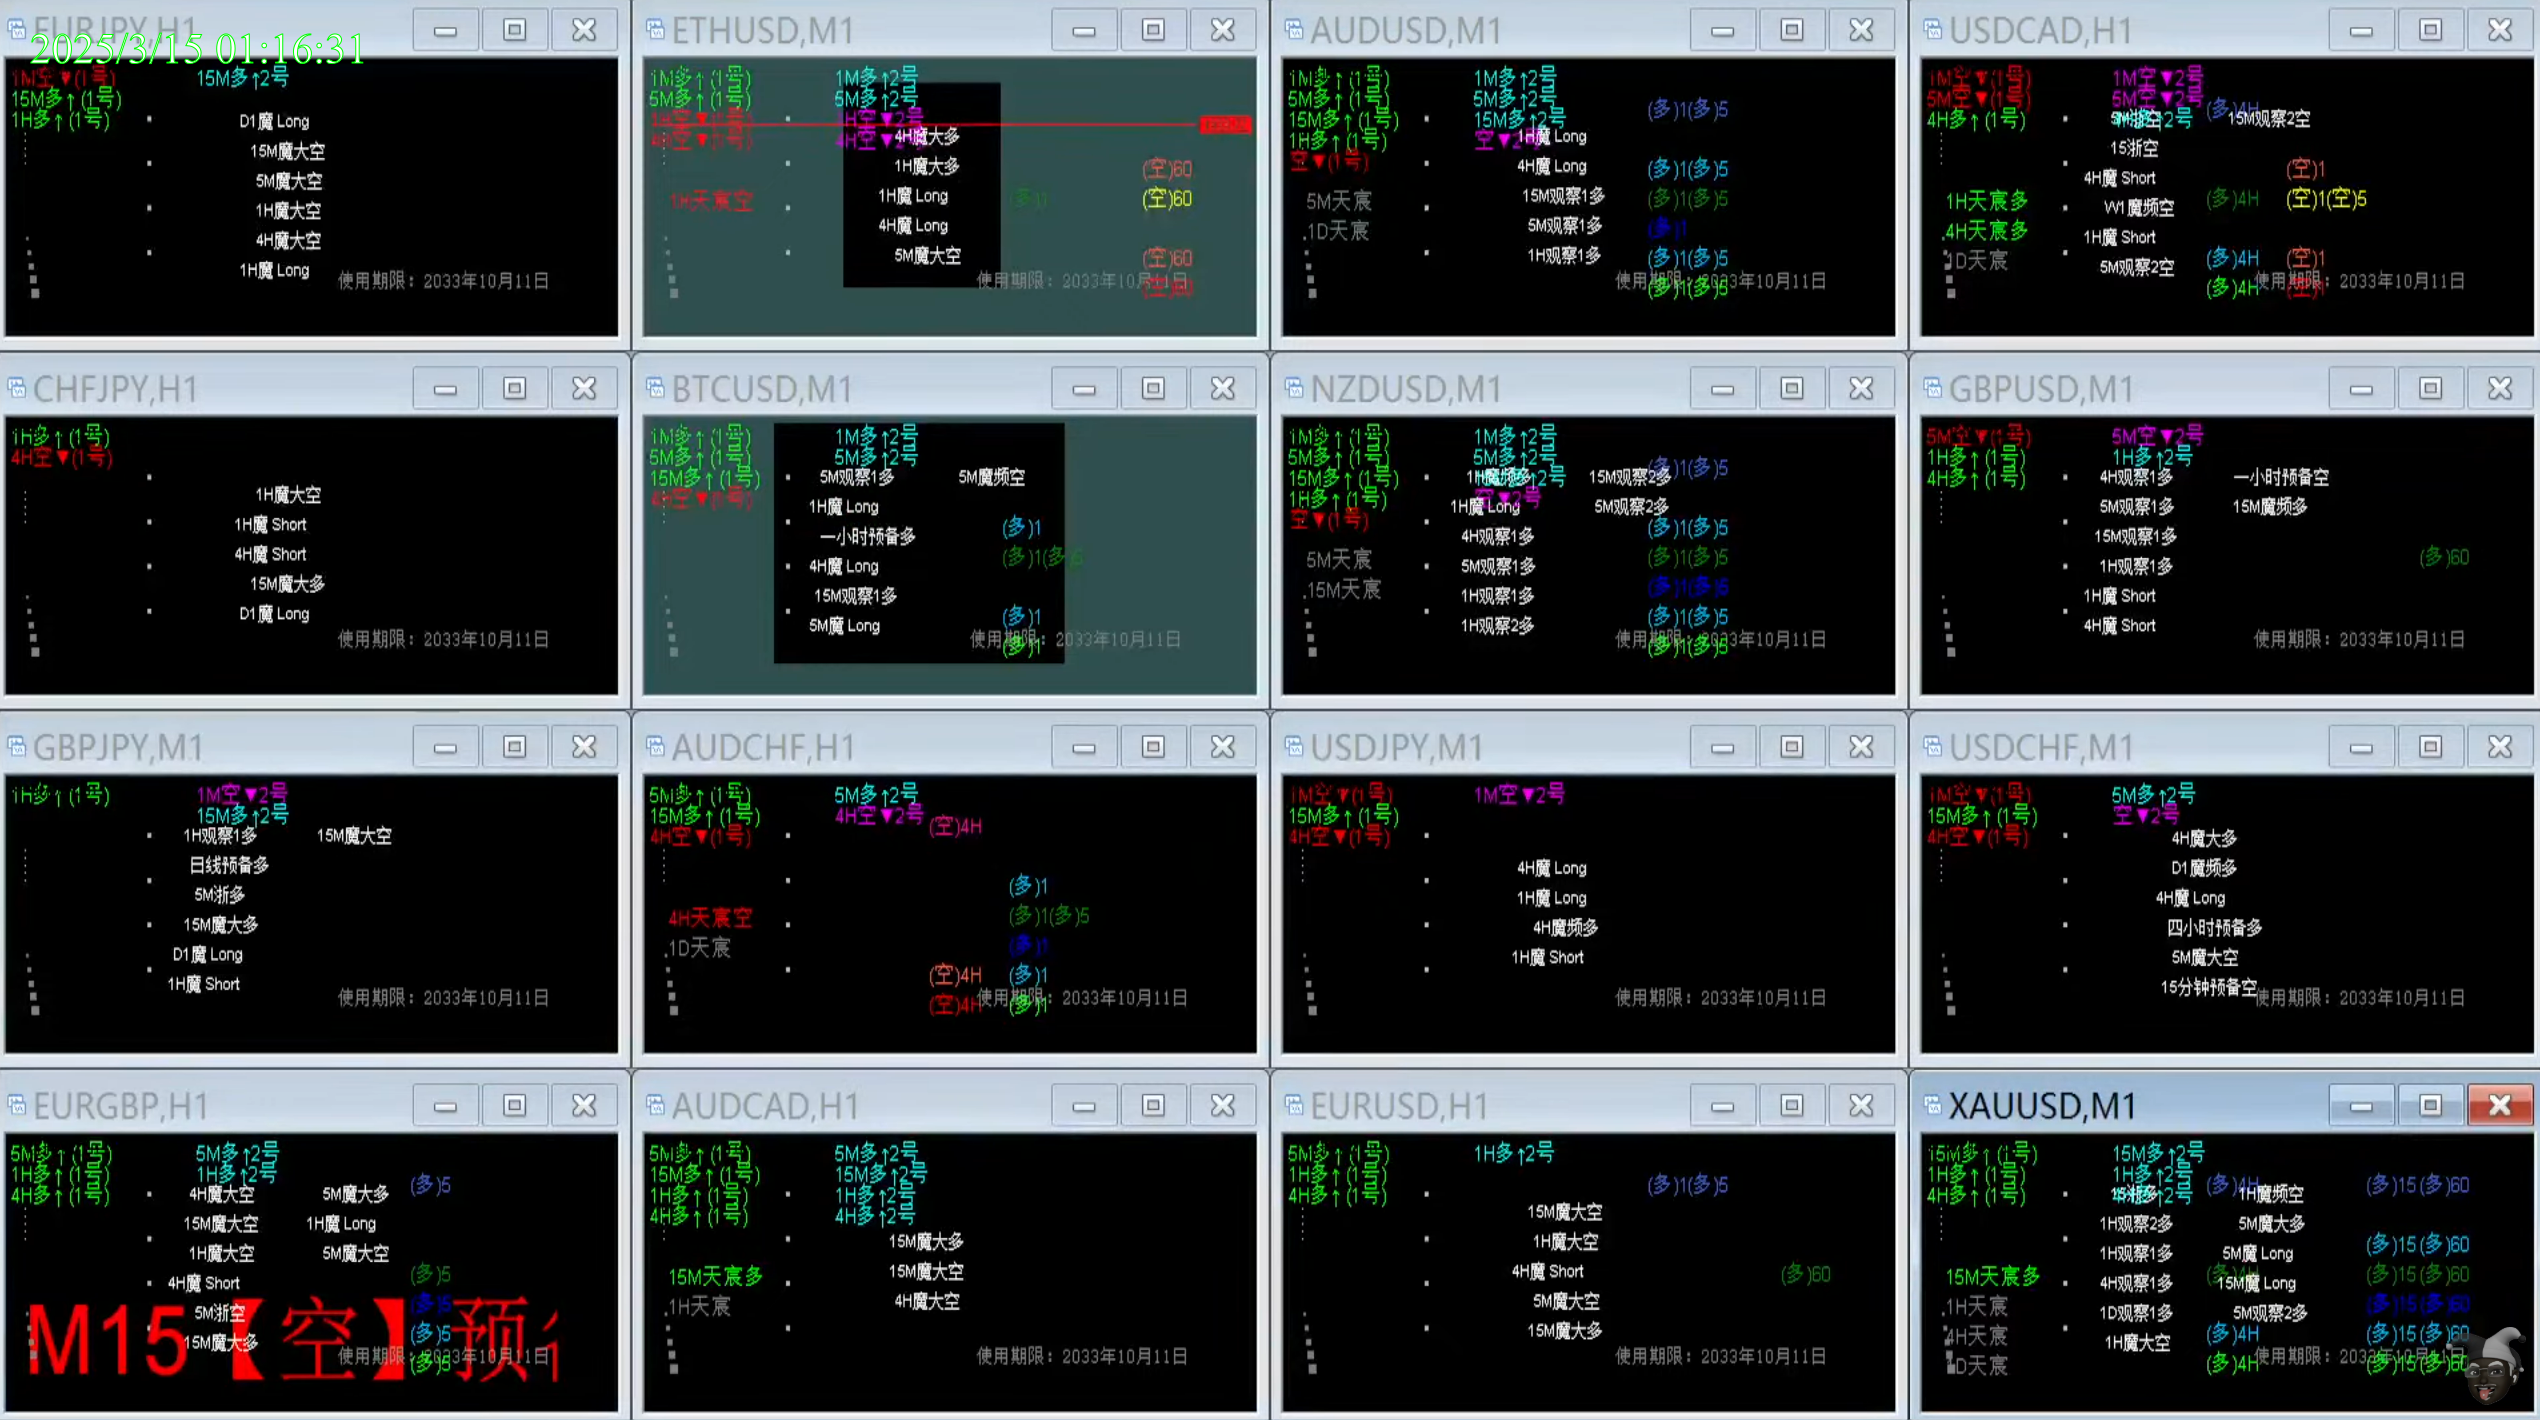 EURJPY,H1
2025/3/15 01:16:31
1M空▼(1号) 15M多↑2号
15M多↑(1号)
1H多↑(1号)
D1魔 Long
15M魔大空
5M魔大空
1H魔大空
4H魔大空
1H魔 Long
使用期限：2033年10月11日
ETHUSD,M1
1M多↑(1号) 1M多↑2号
5M多↑(1号) 5M多↑2号
1H空▼(1号) 1H空▼2号
4H空▼(1号) 4H空▼2号
4H魔大多
1H魔大多 (空)60
1H天宸空 1H魔 Long (多)1 (空)60
4H魔 Long
5M魔大空 (空)60
使用期限：2033年10月11日 (空)60
AUDUSD,M1
1M多↑(1号) 1M多↑2号
5M多↑(1号) 5M多↑2号 (多)1(多)5
15M多↑(1号) 15M多↑2号
1H多↑(1号) 空▼2号 1H魔 Long
空▼(1号) 4H魔 Long (多)1(多)5
5M天宸 15M观察1多 (多)1(多)5
.1D天宸 5M观察1多 (多)1
1H观察1多 (多)1(多)5
使用期限：2033年10月11日 (多)1(多)5
USDCAD,H1
1M空▼(1号) 1M空▼2号
5M空▼(1号) 5M空▼2号 (多)4H
4H多↑(1号) 5M浙空 15M观察2空
15浙空
4H魔 Short (空)1
1H天宸多 W1魔频空 (多)4H (空)1(空)5
.4H天宸多 1H魔 Short
1D天宸 5M观察2空 (多)4H (空)1
(多)4H (空)1 使用期限：2033年10月11日
CHFJPY,H1
1H多↑(1号)
4H空▼(1号)
1H魔大空
1H魔 Short
4H魔 Short
15M魔大多
D1魔 Long
使用期限：2033年10月11日
BTCUSD,M1
1M多↑(1号) 1M多↑2号
5M多↑(1号) 5M多↑2号
15M多↑(1号) 5M观察1多 5M魔频空
4H空▼(1号) 1H魔 Long
一小时预备多 (多)1
4H魔 Long (多)1(多)5
15M观察1多
5M魔 Long (多)1
使用期限：2033年10月11日 (多)1
NZDUSD,M1
1M多↑(1号) 1M多↑2号
5M多↑(1号) 5M多↑2号 (多)1(多)5
15M多↑(1号) 1H魔频多 15M观察2多
1H多↑(1号) 空▼2号 1H魔 Long 5M观察2多
空▼(1号) 4H观察1多 (多)1(多)5
5M天宸 5M观察1多 (多)1(多)5
.15M天宸 1H观察1多 (多)1(多)5
1H观察2多 (多)1(多)5
使用期限：2033年10月11日 (多)1(多)5
GBPUSD,M1
5M空▼(1号) 5M空▼2号
1H多↑(1号) 1H多↑2号
4H多↑(1号) 4H观察1多 一小时预备空
5M观察1多 15M魔频多
15M观察1多
1H观察1多 (多)60
1H魔 Short
4H魔 Short
使用期限：2033年10月11日
GBPJPY,M1
1H多↑(1号) 1M空▼2号
15M多↑2号
1H观察1多 15M魔大空
日线预备多
5M浙多
15M魔大多
D1魔 Long
1H魔 Short
使用期限：2033年10月11日
AUDCHF,H1
5M多↑(1号) 5M多↑2号
15M多↑(1号) 4H空▼2号 (空)4H
4H空▼(1号)
(多)1
4H天宸空 (多)1(多)5
.1D天宸 (多)1
(空)4H (多)1
(空)4H (多)1 使用期限：2033年10月11日
USDJPY,M1
1M空▼(1号) 1M空▼2号
15M多↑(1号)
4H空▼(1号)
4H魔 Long
1H魔 Long
4H魔频多
1H魔 Short
使用期限：2033年10月11日
USDCHF,M1
1M空▼(1号) 5M多↑2号
15M多↑(1号) 空▼2号
4H空▼(1号) 4H魔大多
D1魔频多
4H魔 Long
四小时预备多
5M魔大空
15分钟预备空
使用期限：2033年10月11日
EURGBP,H1
5M多↑(1号) 5M多↑2号
1H多↑(1号) 1H多↑2号
4H多↑(1号) 4H魔大空 5M魔大多 (多)5
15M魔大空 1H魔 Long
1H魔大空 5M魔大空
4H魔 Short (多)5
5M浙空 (多)5
15M魔大多 (多)5
M15【空】预
使用期限：2033年10月11日 (多)5
AUDCAD,H1
5M多↑(1号) 5M多↑2号
15M多↑(1号) 15M多↑2号
1H多↑(1号) 1H多↑2号
4H多↑(1号) 4H多↑2号
15M魔大多
15M天宸多 15M魔大空
.1H天宸 4H魔大空
使用期限：2033年10月11日
EURUSD,H1
5M多↑(1号) 1H多↑2号
1H多↑(1号) (多)1(多)5
4H多↑(1号)
15M魔大空
1H魔大空
4H魔 Short (多)60
5M魔大空
15M魔大多
使用期限：2033年10月11日
XAUUSD,M1
15M多↑(1号) 15M多↑2号
1H多↑(1号) 1H多↑2号 (多)4H (多)15(多)60
4H多↑(1号) 4H多↑2号 1H魔频空
1H观察2多 5M魔大多
1H观察1多 5M魔 Long (多)15(多)60
15M天宸多 4H观察1多 15M魔 Long (多)15(多)60
.1H天宸 1D观察1多 5M观察2多 (多)15(多)60
4H天宸 1H魔大空 (多)4H (多)15(多)60
1D天宸 (多)4H 使用期限：2033年10月11日 (多)15(多)60